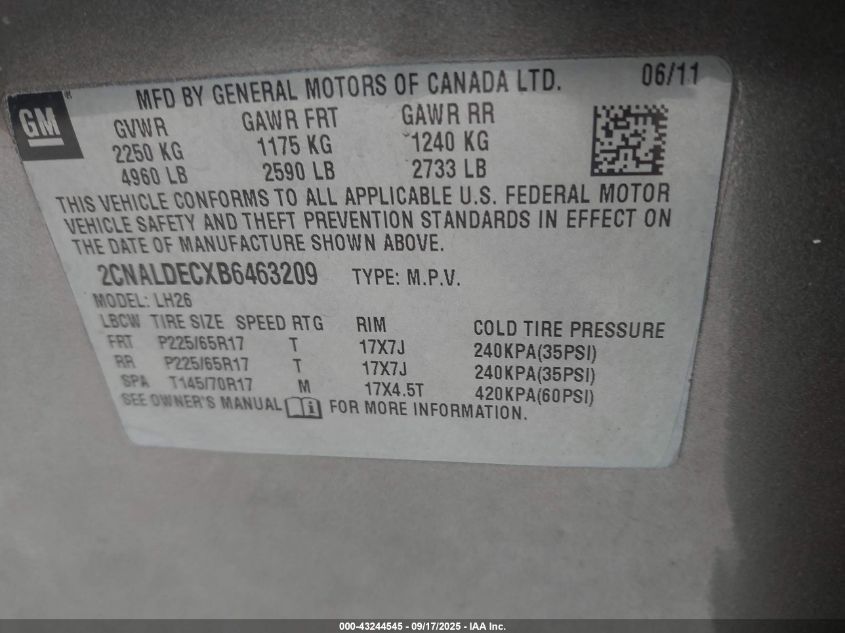 GM
MFD BY GENERAL MOTORS OF CANADA LTD. 06/11
GVWR GAWR FRT GAWR RR
2250 KG 1175 KG 1240 KG
4960 LB 2590 LB 2733 LB
THIS VEHICLE CONFORMS TO ALL APPLICABLE U.S. FEDERAL MOTOR
VEHICLE SAFETY AND THEFT PREVENTION STANDARDS IN EFFECT ON
THE DATE OF MANUFACTURE SHOWN ABOVE.
2CNALDECXB6463209 TYPE: M.P.V.
MODEL: LH26
LBCW TIRE SIZE SPEED RTG RIM COLD TIRE PRESSURE
FRT P225/65R17 T 17X7J 240KPA(35PSI)
RR P225/65R17 T 17X7J 240KPA(35PSI)
SPA T145/70R17 M 17X4.5T 420KPA(60PSI)
SEE OWNER'S MANUAL i FOR MORE INFORMATION.
000-43244545 - 09/17/2025 - IAA Inc.